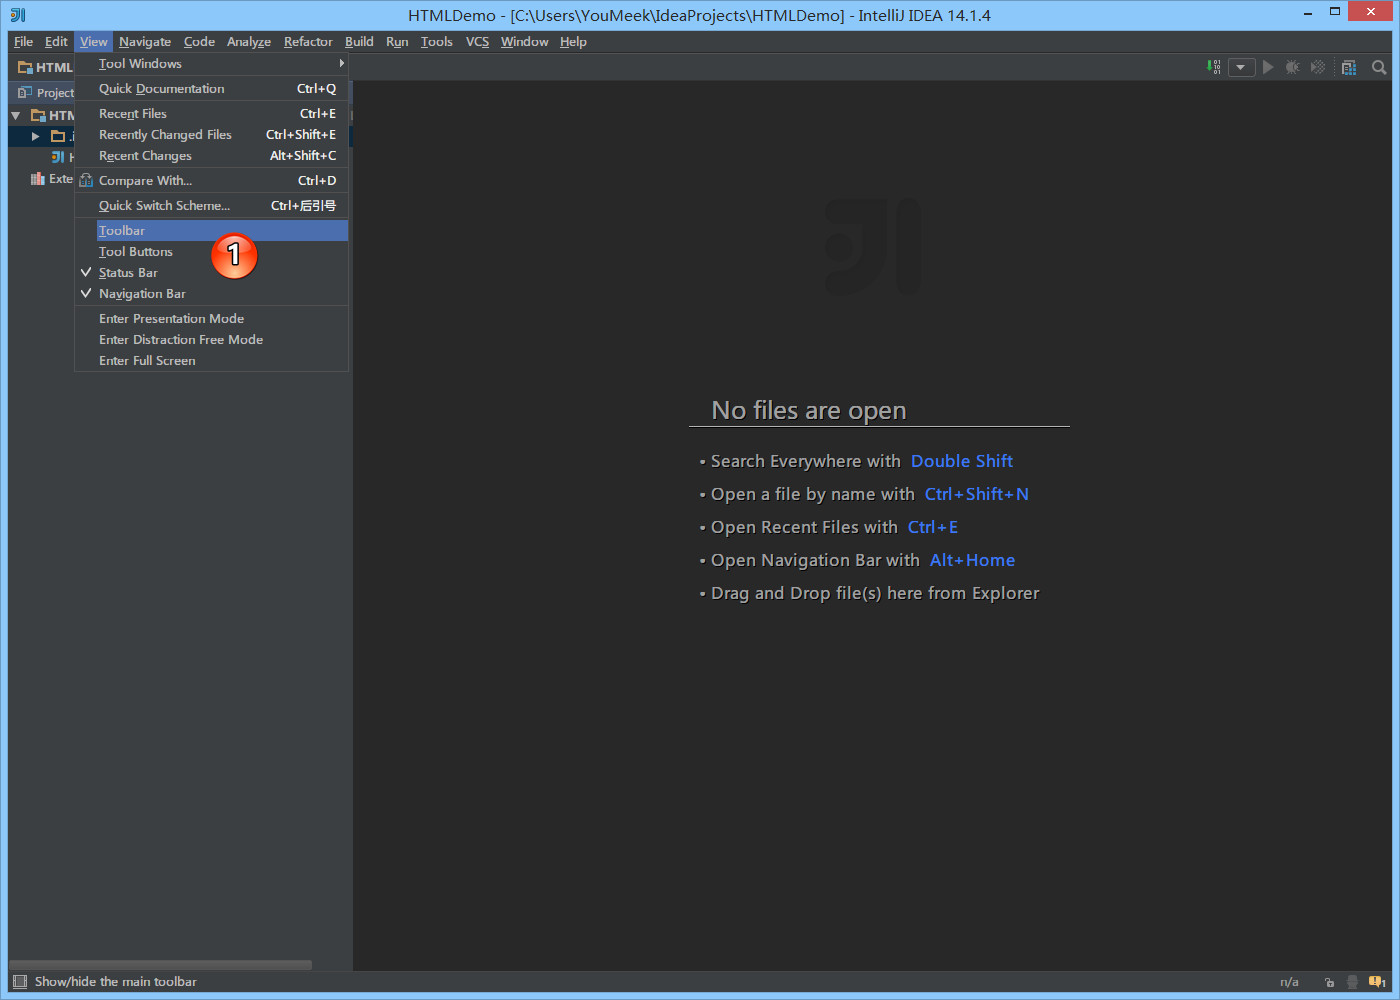 HTMLDemo - [C:\Users\YouMeek\IdeaProjects\HTMLDemo] - IntelliJ IDEA 14.1.4
File Edit View Navigate Code Analyze Refactor Build Run Tools VCS Window Help
HTML
Project
HTM
.i
H
Exte
Tool Windows
Quick Documentation Ctrl+Q
Recent Files Ctrl+E
Recently Changed Files Ctrl+Shift+E
Recent Changes Alt+Shift+C
Compare With... Ctrl+D
Quick Switch Scheme... Ctrl+后引号
Toolbar
Tool Buttons
1
Status Bar
Navigation Bar
Enter Presentation Mode
Enter Distraction Free Mode
Enter Full Screen
No files are open
• Search Everywhere with Double Shift
• Open a file by name with Ctrl+Shift+N
• Open Recent Files with Ctrl+E
• Open Navigation Bar with Alt+Home
• Drag and Drop file(s) here from Explorer
Show/hide the main toolbar
n/a
1